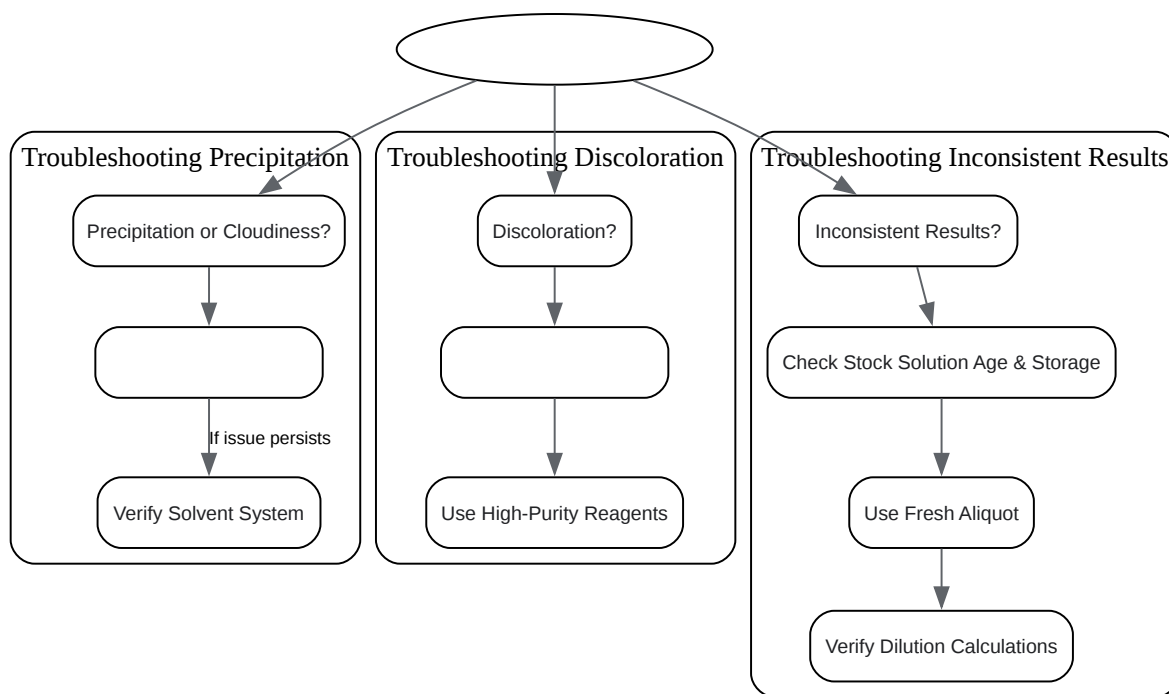 Troubleshooting Precipitation
Troubleshooting Discoloration
Troubleshooting Inconsistent Results
Precipitation or Cloudiness?
Discoloration?
Inconsistent Results?
Check Stock Solution Age & Storage
If issue persists
Verify Solvent System
Use High-Purity Reagents
Use Fresh Aliquot
Verify Dilution Calculations